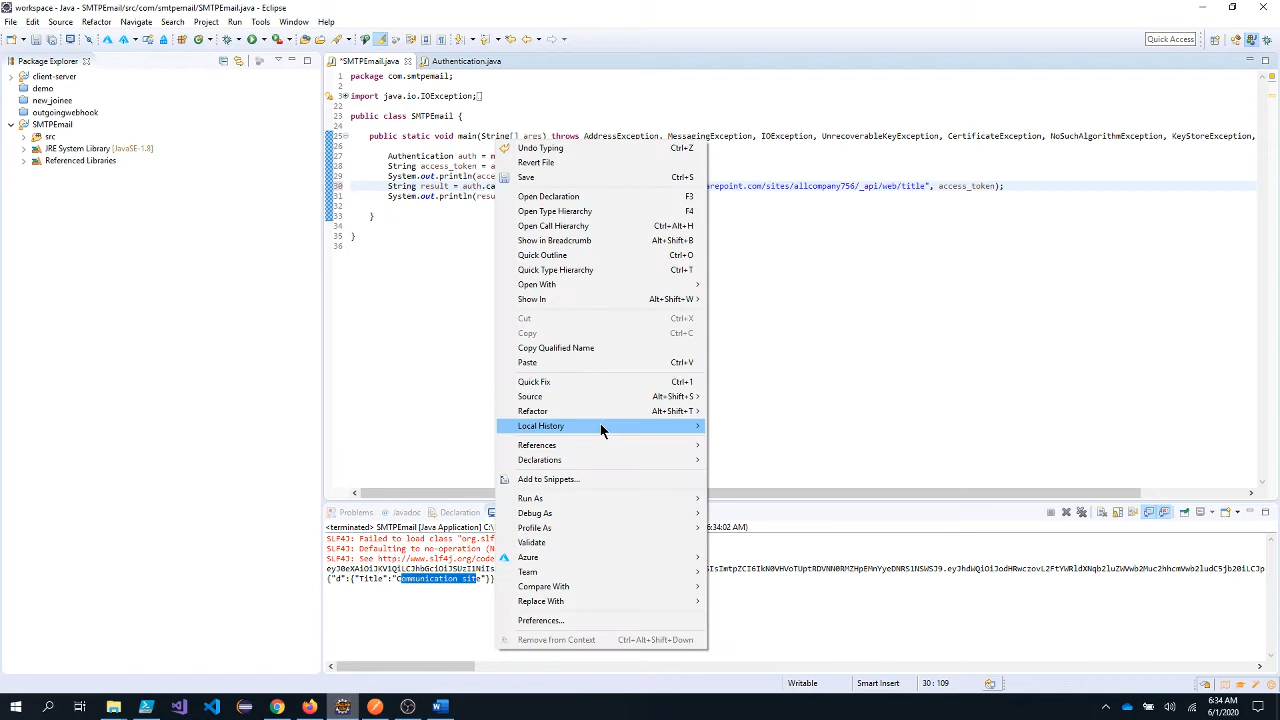 workspace - Java - SMTPEmail/src/com/smtpemail/SMTPEmail.java - Eclipse
File Edit Source Refactor Navigate Search Project Run Tools Window Help
Quick Access
Package Explorer
*SMTPEmail.java Authentication.java
client-server
demo
new_joinee
outgoingwebhook
SMTPEmail
src
JRE System Library [JavaSE-1.8]
Referenced Libraries
1 package com.smtpemail;
2
3 import java.io.IOException;
22
23 public class SMTPEmail {
24
25 public static void main(String[] args) throws AddressException, MessagingException, IOException, UnrecoverableKeyException, CertificateException, NoSuchAlgorithmException, KeyStoreException,
26
27 Authentication auth = n
28 String access_token = a
29 System.out.println(acce
30 String result = auth.ca arepoint.com/sites/allcompany756/_api/web/title", access_token);
31 System.out.println(resu
32
33 }
34
35 }
36
Undo Typing Ctrl+Z
Revert File
Save Ctrl+S
Open Declaration F3
Open Type Hierarchy F4
Open Call Hierarchy Ctrl+Alt+H
Show in Breadcrumb Alt+Shift+B
Quick Outline Ctrl+O
Quick Type Hierarchy Ctrl+T
Open With
Show In Alt+Shift+W
Cut Ctrl+X
Copy Ctrl+C
Copy Qualified Name
Paste Ctrl+V
Quick Fix Ctrl+1
Source Alt+Shift+S
Refactor Alt+Shift+T
Local History
References
Declarations
Add to Snippets...
Run As
Debug As
Profile As
Validate
Azure
Team
Compare With
Replace With
Preferences...
Remove from Context Ctrl+Alt+Shift+Down
Problems Javadoc Declaration
<terminated> SMTPEmail [Java Application] C:\ 6:34:02 AM)
SLF4J: Failed to load class "org.slf
SLF4J: Defaulting to no-operation (N
SLF4J: See http://www.slf4j.org/code
{"d":{"Title":"Communication site"}}
Writable Smart Insert 30 : 109
6:34 AM
6/1/2020